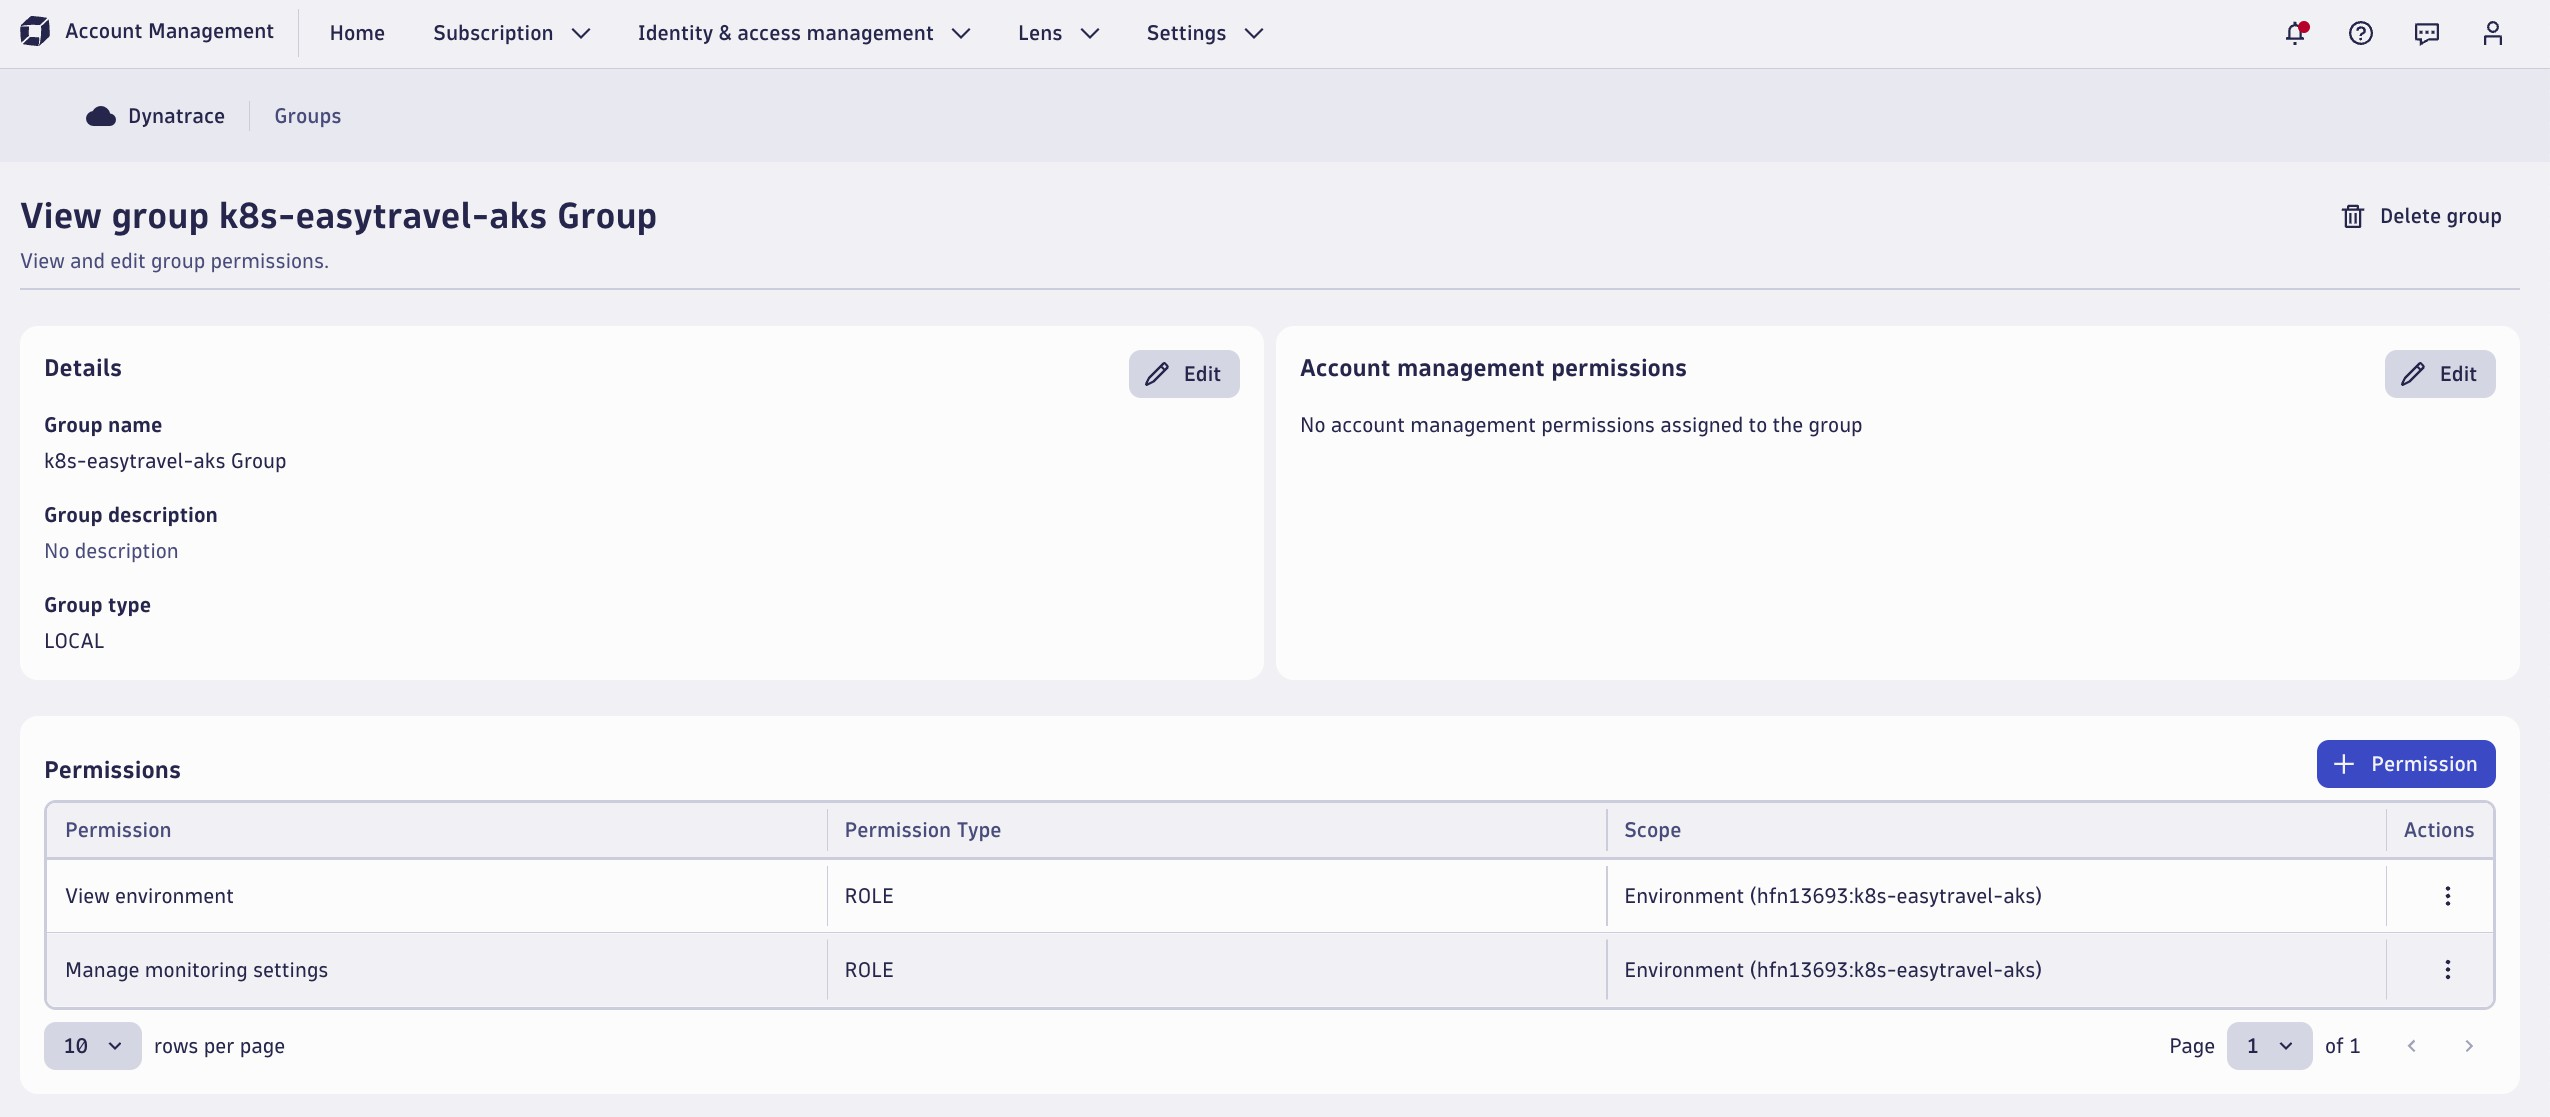 Account Management Home Subscription Identity & access management Lens Settings
Dynatrace Groups
View group k8s-easytravel-aks Group
Delete group
View and edit group permissions.
Details
Edit
Group name
k8s-easytravel-aks Group
Group description
No description
Group type
LOCAL
Account management permissions
Edit
No account management permissions assigned to the group
Permissions
Permission
Permission Permission Type Scope Actions
View environment ROLE Environment (hfn13693:k8s-easytravel-aks)
Manage monitoring settings ROLE Environment (hfn13693:k8s-easytravel-aks)
10 rows per page Page 1 of 1